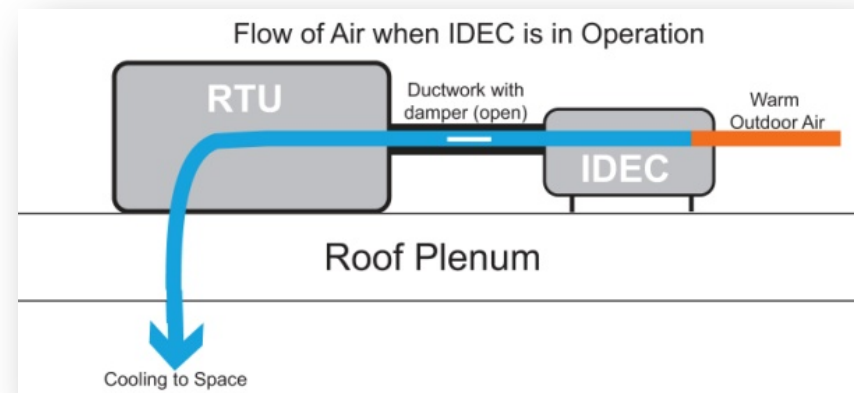 Flow of Air when IDEC is in Operation
RTU
Ductwork with
damper (open)
Warm
Outdoor Air
IDEC
Roof Plenum
Cooling to Space